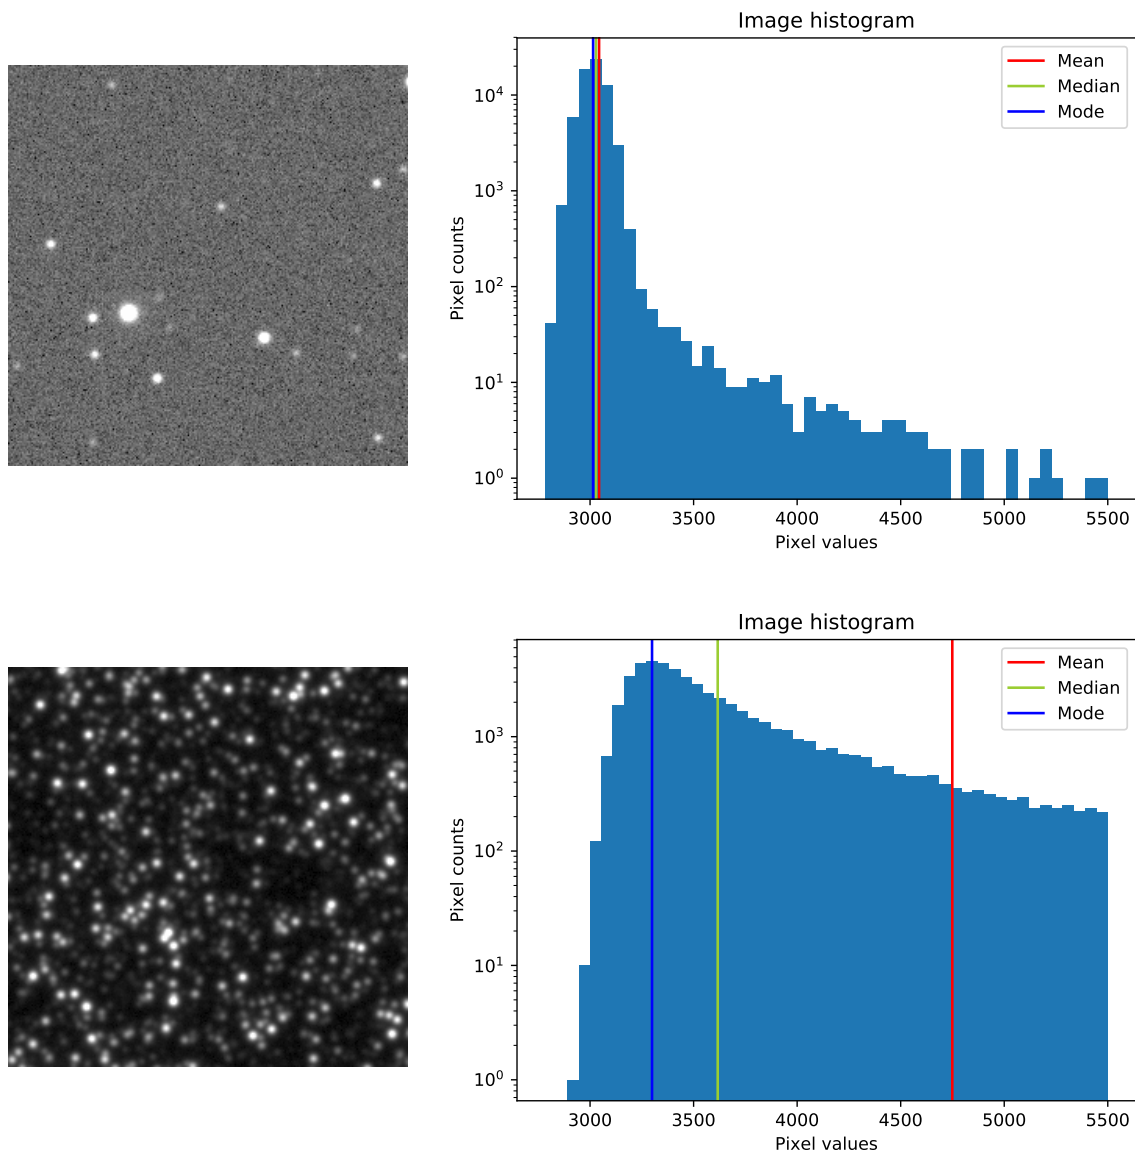 Image histogram
Pixel counts
10⁴
10³
10²
10¹
10⁰
Mean
Median
Mode
3000 3500 4000 4500 5000 5500
Pixel values
Image histogram
Pixel counts
10³
10²
10¹
10⁰
Mean
Median
Mode
3000 3500 4000 4500 5000 5500
Pixel values